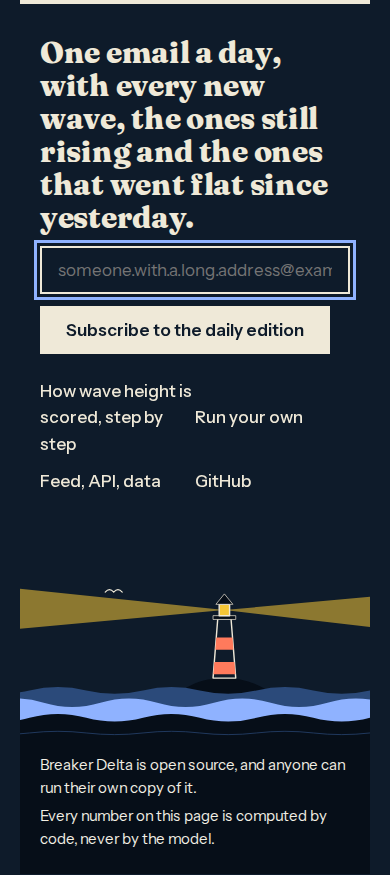 One email a day,
with every new
wave, the ones still
rising and the ones
that went flat since
yesterday.
someone.with.a.long.address@exam
Subscribe to the daily edition
How wave height is
scored, step by
step
Run your own
Feed, API, data
GitHub
Breaker Delta is open source, and anyone can
run their own copy of it.
Every number on this page is computed by
code, never by the model.